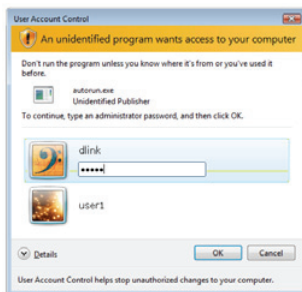 User Account Control
An unidentified program wants access to your computer
Don't run the program unless you know where it's from or you've used it
before.
autorun.exe
Unidentified Publisher
To continue, type an administrator password, and then click OK.
dlink
•••••
user1
Details
OK
Cancel
User Account Control helps stop unauthorized changes to your computer.